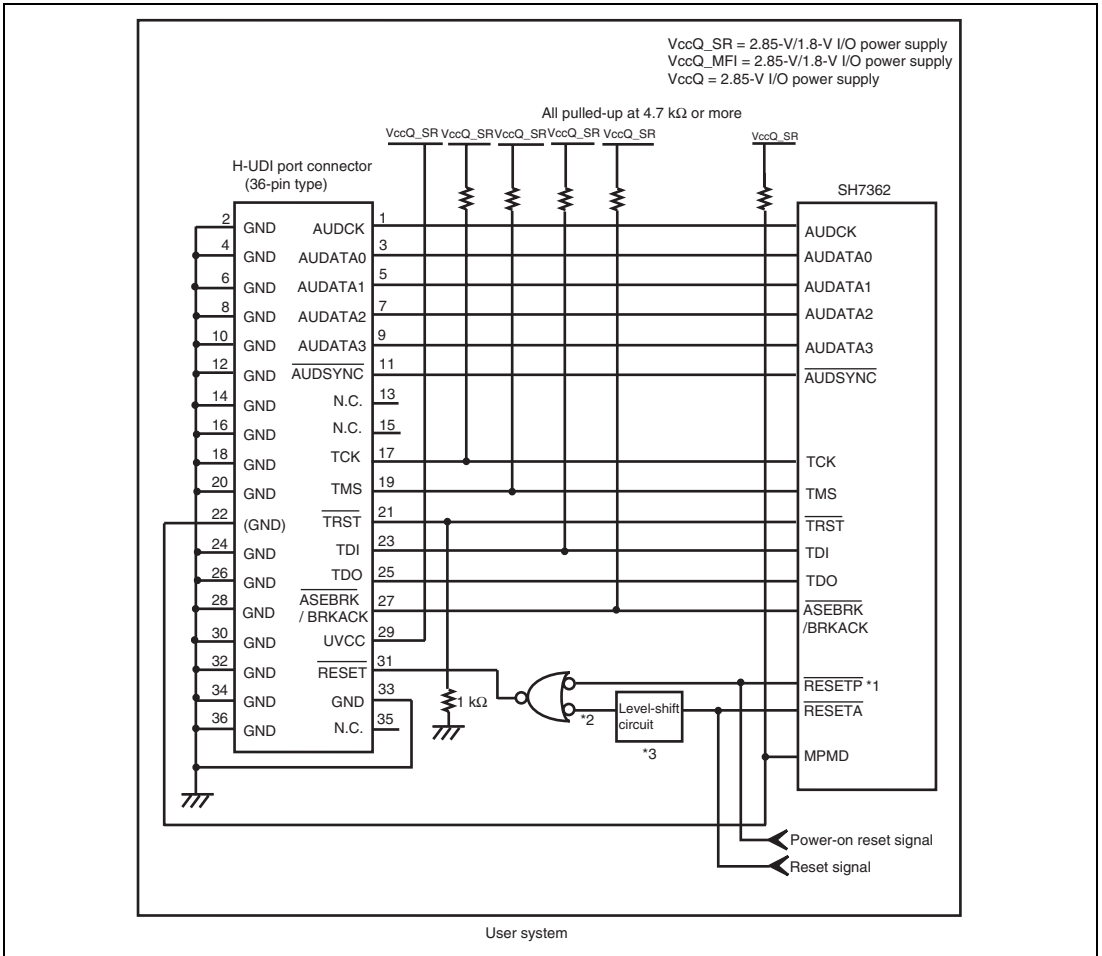 VccQ_SR = 2.85-V/1.8-V I/O power supply
VccQ_MFI = 2.85-V/1.8-V I/O power supply
VccQ = 2.85-V I/O power supply
All pulled-up at 4.7 kΩ or more
VccQ_SR VccQ_SR VccQ_SR VccQ_SR VccQ_SR VccQ_SR
H-UDI port connector
(36-pin type)
SH7362
2 GND AUDCK 1 AUDCK
4 GND AUDATA0 3 AUDATA0
6 GND AUDATA1 5 AUDATA1
8 GND AUDATA2 7 AUDATA2
10 GND AUDATA3 9 AUDATA3
12 GND AUDSYNC 11 AUDSYNC
14 GND N.C. 13
16 GND N.C. 15
18 GND TCK 17 TCK
20 GND TMS 19 TMS
22 (GND) TRST 21 TRST
24 GND TDI 23 TDI
26 GND TDO 25 TDO
28 GND ASEBRK / BRKACK 27 ASEBRK /BRKACK
30 GND UVCC 29
32 GND RESET 31
34 GND GND 33
36 GND N.C. 35
1 kΩ
*2
Level-shift
circuit
*3
RESETP *1
RESETA
MPMD
Power-on reset signal
Reset signal
User system